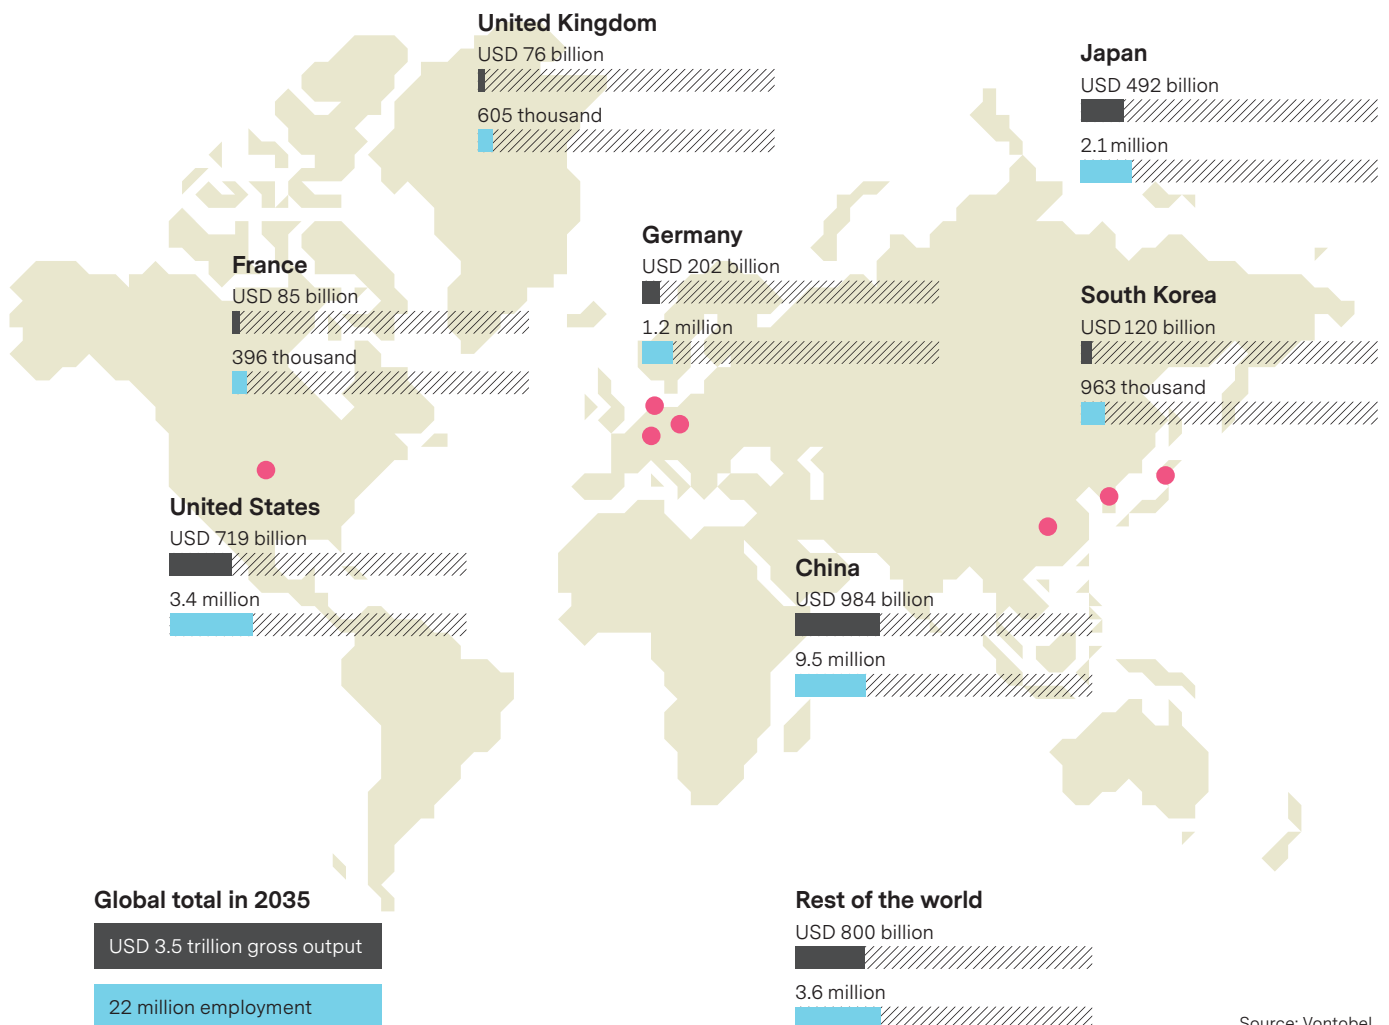 United Kingdom
USD 76 billion
605 thousand
Japan
USD 492 billion
2.1 million
Germany
USD 202 billion
1.2 million
France
USD 85 billion
396 thousand
South Korea
USD 120 billion
963 thousand
United States
USD 719 billion
3.4 million
China
USD 984 billion
9.5 million
Global total in 2035
USD 3.5 trillion gross output
22 million employment
Rest of the world
USD 800 billion
3.6 million
Source: Vontobel